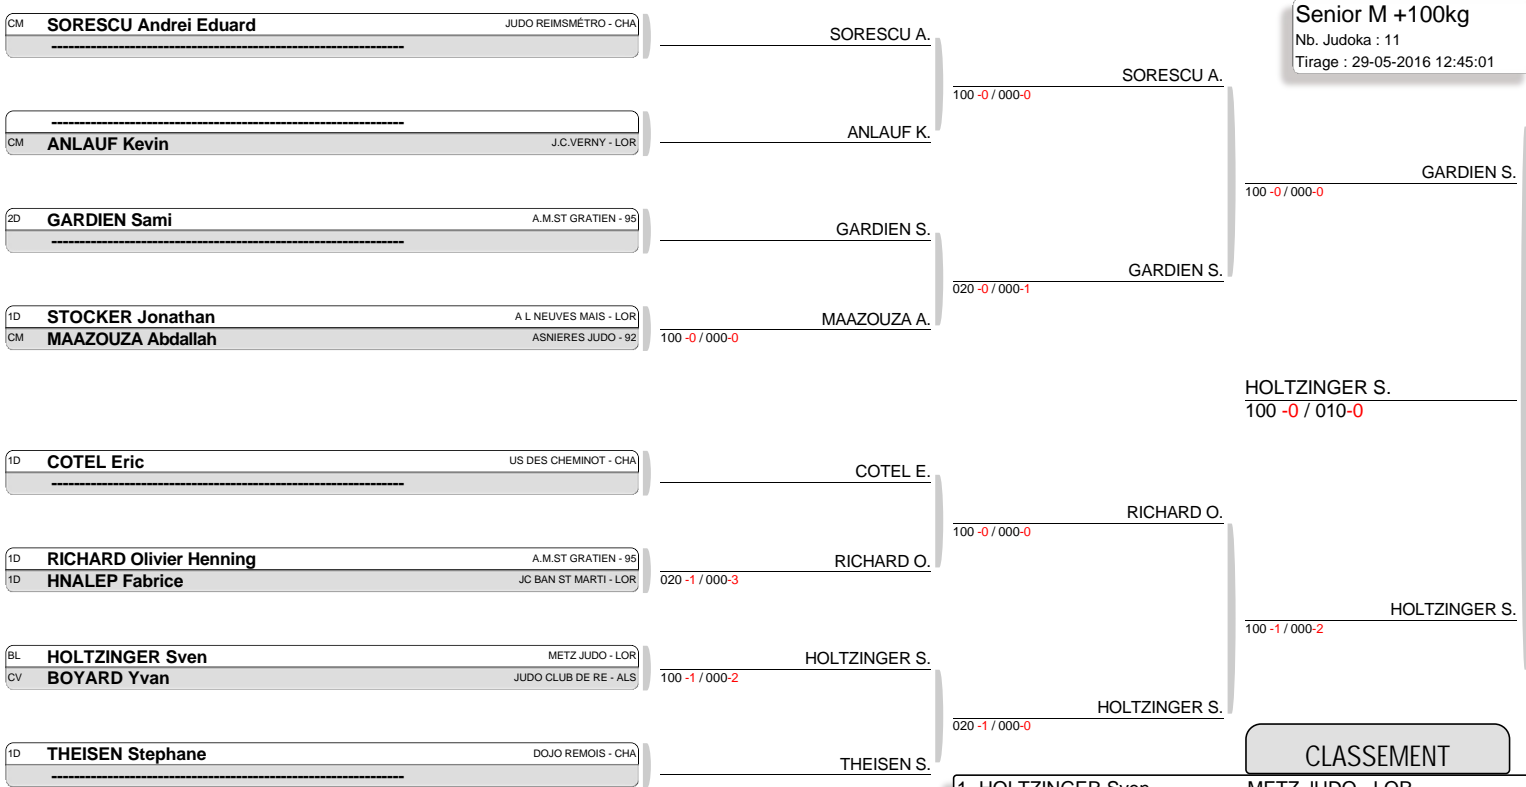 Senior M +100kg
Nb. Judoka : 11
Tirage : 29-05-2016 12:45:01
CM SORESCU Andrei Eduard JUDO REIMSMÉTRO - CHA
----------------------------------------------------------------
----------------------------------------------------------------
CM ANLAUF Kevin J.C.VERNY - LOR
2D GARDIEN Sami A.M.ST GRATIEN - 95
----------------------------------------------------------------
1D STOCKER Jonathan A L NEUVES MAIS - LOR
CM MAAZOUZA Abdallah ASNIERES JUDO - 92
1D COTEL Eric US DES CHEMINOT - CHA
----------------------------------------------------------------
1D RICHARD Olivier Henning A.M.ST GRATIEN - 95
1D HNALEP Fabrice JC BAN ST MARTI - LOR
BL HOLTZINGER Sven METZ JUDO - LOR
CV BOYARD Yvan JUDO CLUB DE RE - ALS
1D THEISEN Stephane DOJO REMOIS - CHA
----------------------------------------------------------------
SORESCU A.
ANLAUF K.
GARDIEN S.
MAAZOUZA A.
100 -0 / 000-0
COTEL E.
RICHARD O.
020 -1 / 000-3
HOLTZINGER S.
100 -1 / 000-2
THEISEN S.
SORESCU A.
100 -0 / 000-0
GARDIEN S.
020 -0 / 000-1
RICHARD O.
100 -0 / 000-0
HOLTZINGER S.
020 -1 / 000-0
GARDIEN S.
100 -0 / 000-0
HOLTZINGER S.
100 -0 / 010-0
HOLTZINGER S.
100 -1 / 000-2
CLASSEMENT
1. HOLTZINGER Sven METZ JUDO - LOR